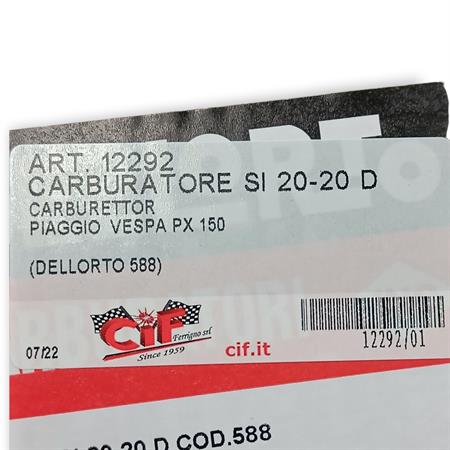 ORTO
ART. 12292
CARBURATORE SI 20-20 D
CARBURETTOR
PIAGGIO VESPA PX 150
(DELLORTO 588)
CiF
Ferrigno srl
Since 1959
07/22
cif.it
12292/01
20-20 D COD.588